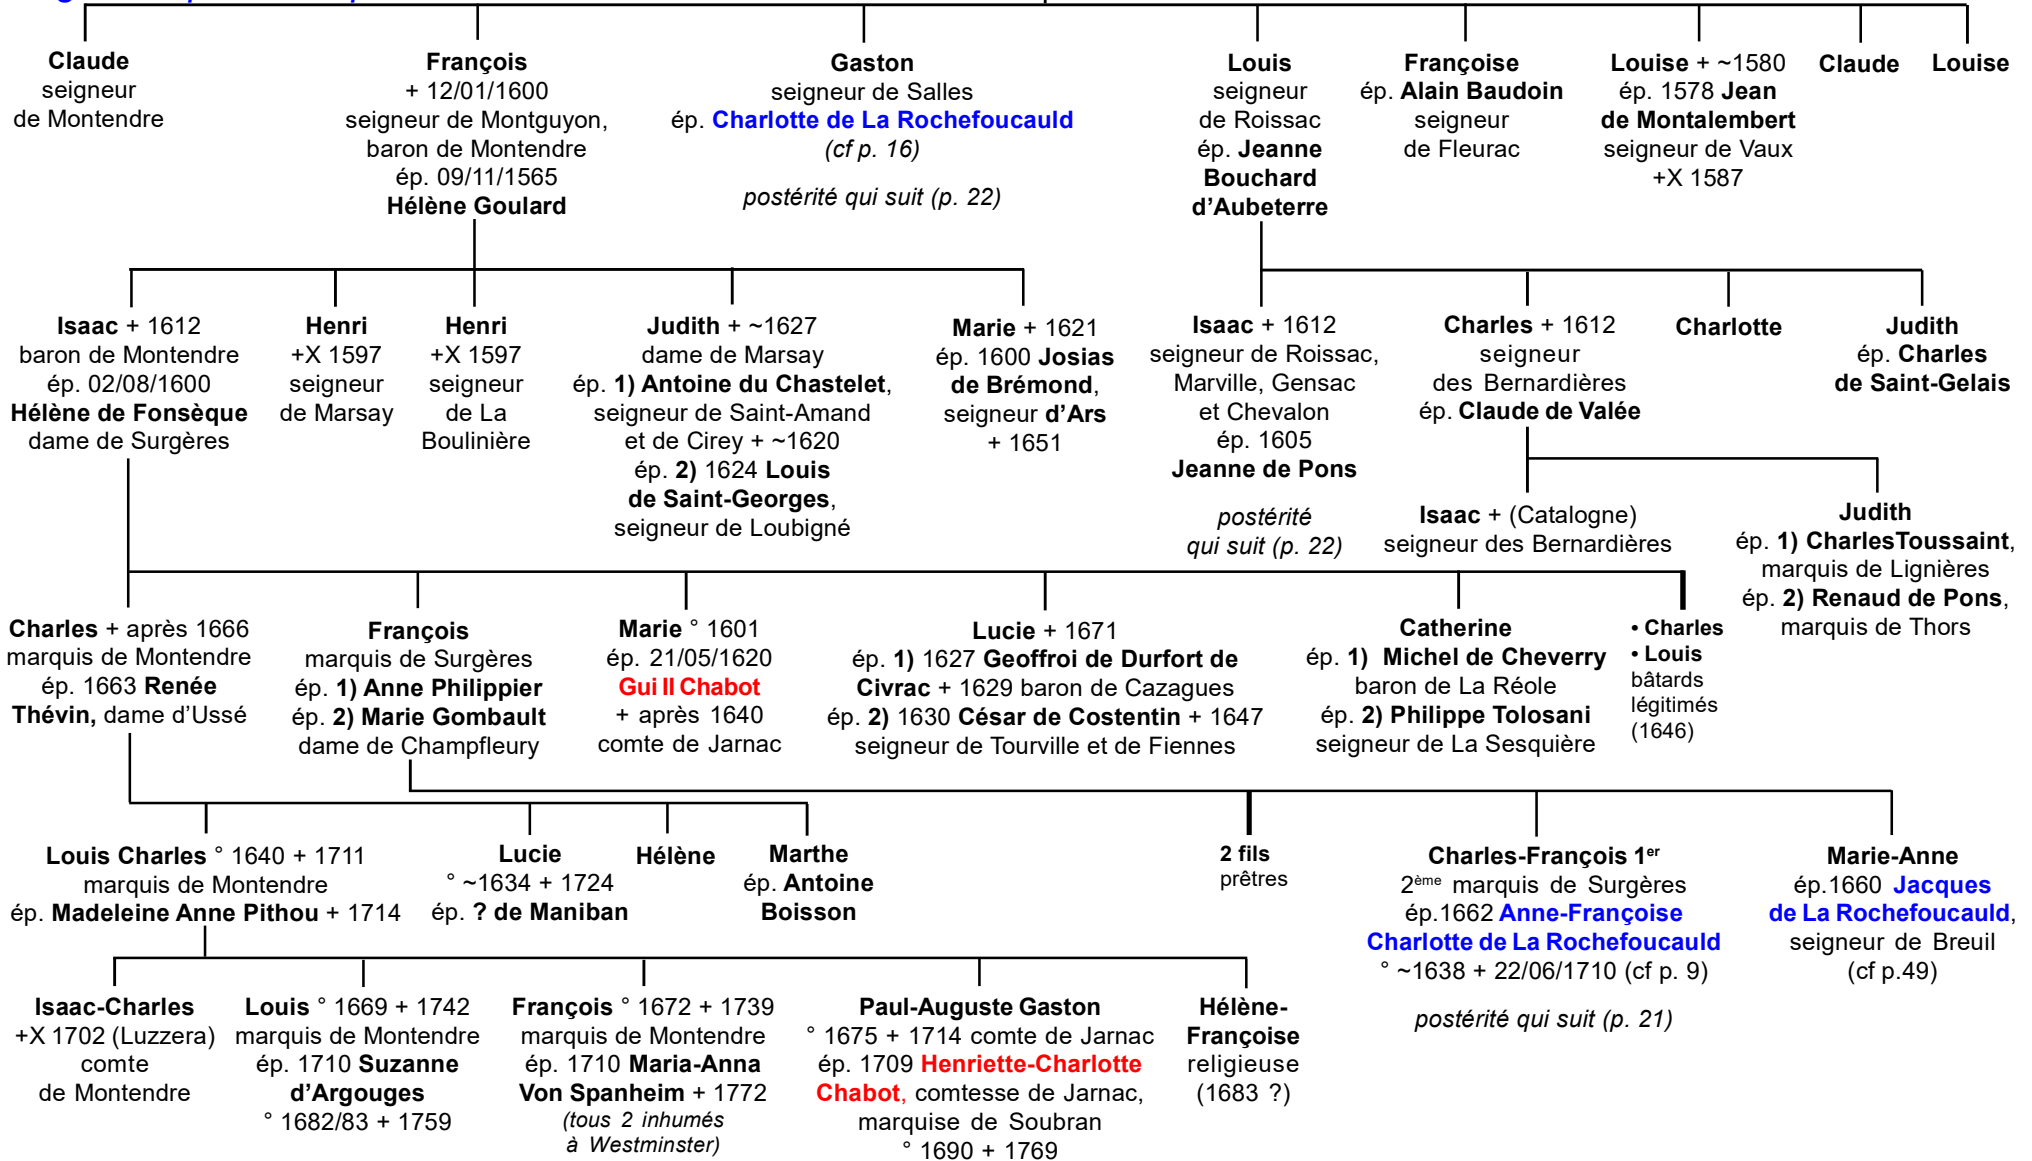 Claude
seigneur
de Montendre
François
+ 12/01/1600
seigneur de Montguyon,
baron de Montendre
ép. 09/11/1565
Hélène Goulard
Gaston
seigneur de Salles
ép. Charlotte de La Rochefoucauld
(cf p. 16)
postérité qui suit (p. 22)
Louis
seigneur
de Roissac
ép. Jeanne
Bouchard
d'Aubeterre
Françoise
ép. Alain Baudoin
seigneur
de Fleurac
Louise + ~1580
ép. 1578 Jean
de Montalembert
seigneur de Vaux
+X 1587
Claude
Louise
Isaac + 1612
baron de Montendre
ép. 02/08/1600
Hélène de Fonsèque
dame de Surgères
Henri
+X 1597
seigneur
de Marsay
Henri
+X 1597
seigneur
de La
Boulinière
Judith + ~1627
dame de Marsay
ép. 1) Antoine du Chastelet,
seigneur de Saint-Amand
et de Cirey + ~1620
ép. 2) 1624 Louis
de Saint-Georges,
seigneur de Loubigné
Marie + 1621
ép. 1600 Josias
de Brémond,
seigneur d'Ars
+ 1651
Isaac + 1612
seigneur de Roissac,
Marville, Gensac
et Chevalon
ép. 1605
Jeanne de Pons
postérité
qui suit (p. 22)
Charles + 1612
seigneur
des Bernardières
ép. Claude de Valée
Charlotte
Judith
ép. Charles
de Saint-Gelais
Isaac + (Catalogne)
seigneur des Bernardières
Judith
ép. 1) CharlesToussaint,
marquis de Lignières
ép. 2) Renaud de Pons,
marquis de Thors
Charles + après 1666
marquis de Montendre
ép. 1663 Renée
Thévin, dame d'Ussé
François
marquis de Surgères
ép. 1) Anne Philippier
ép. 2) Marie Gombault
dame de Champfleury
Marie ° 1601
ép. 21/05/1620
Gui II Chabot
+ après 1640
comte de Jarnac
Lucie + 1671
ép. 1) 1627 Geoffroi de Durfort de
Civrac + 1629 baron de Cazagues
ép. 2) 1630 César de Costentin + 1647
seigneur de Tourville et de Fiennes
Catherine
ép. 1) Michel de Cheverry
baron de La Réole
ép. 2) Philippe Tolosani
seigneur de La Sesquière
• Charles
• Louis
bâtards
légitimés
(1646)
Louis Charles ° 1640 + 1711
marquis de Montendre
ép. Madeleine Anne Pithou + 1714
Lucie
° ~1634 + 1724
ép. ? de Maniban
Hélène
Marthe
ép. Antoine
Boisson
2 fils
prêtres
Charles-François 1er
2ème marquis de Surgères
ép.1662 Anne-Françoise
Charlotte de La Rochefoucauld
° ~1638 + 22/06/1710 (cf p. 9)
postérité qui suit (p. 21)
Marie-Anne
ép.1660 Jacques
de La Rochefoucauld,
seigneur de Breuil
(cf p.49)
Isaac-Charles
+X 1702 (Luzzera)
comte
de Montendre
Louis ° 1669 + 1742
marquis de Montendre
ép. 1710 Suzanne
d'Argouges
° 1682/83 + 1759
François ° 1672 + 1739
marquis de Montendre
ép. 1710 Maria-Anna
Von Spanheim + 1772
(tous 2 inhumés
à Westminster)
Paul-Auguste Gaston
° 1675 + 1714 comte de Jarnac
ép. 1709 Henriette-Charlotte
Chabot, comtesse de Jarnac,
marquise de Soubran
° 1690 + 1769
Hélène-
Françoise
religieuse
(1683 ?)